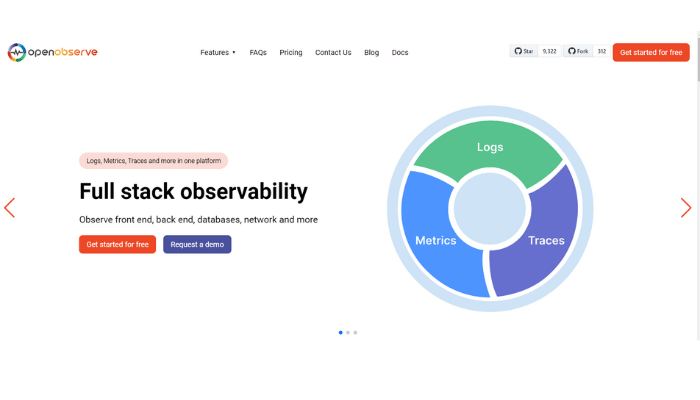 openobserve
Features
FAQs
Pricing
Contact Us
Blog
Docs
Star
9,322
Fork
312
Get started for free
Logs, Metrics, Traces and more in one platform
Full stack observability
Observe front end, back end, databases, network and more
Get started for free
Request a demo
Logs
Metrics
Traces